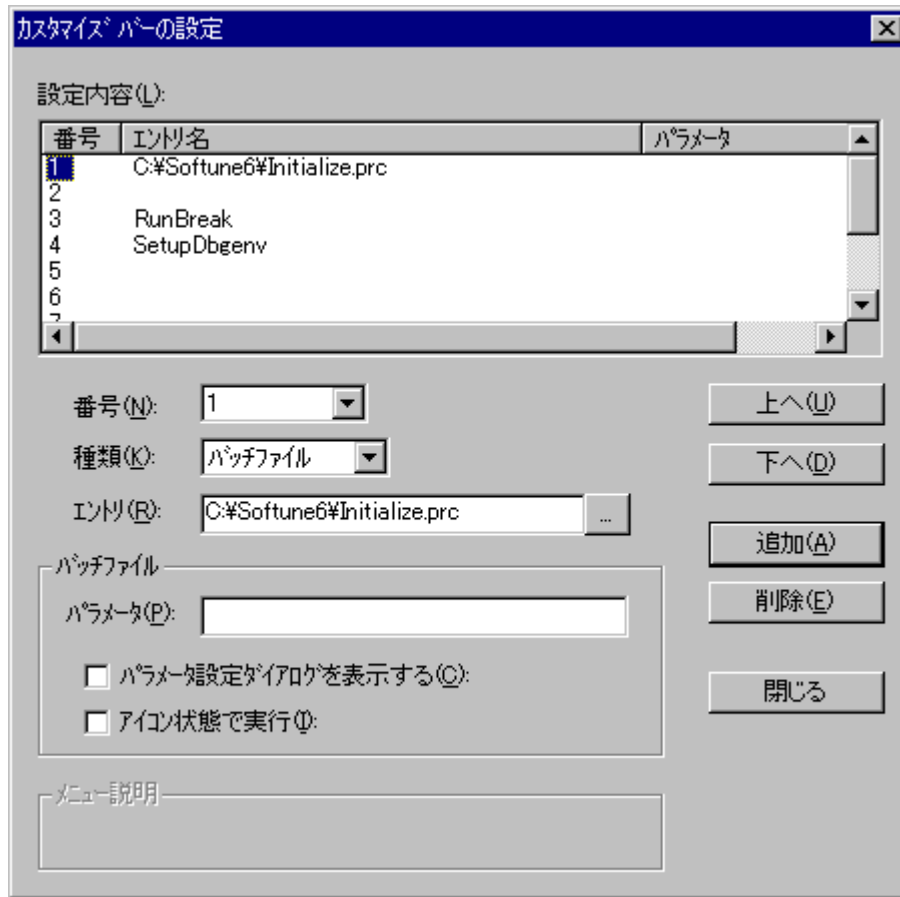 カスタマイズ バーの設定
設定内容(L):
番号 エントリ名 パラメータ
1 C:¥Softune6¥Initialize.prc
2
3 RunBreak
4 SetupDbgenv
5
6
7
番号(N): 1
上へ(U)
種類(K): バッチファイル
下へ(D)
エントリ(R): C:¥Softune6¥Initialize.prc ...
追加(A)
バッチファイル
削除(E)
パラメータ(P):
パラメータ設定ダイアログを表示する(C):
閉じる
アイコン状態で実行(I):
メニュー説明